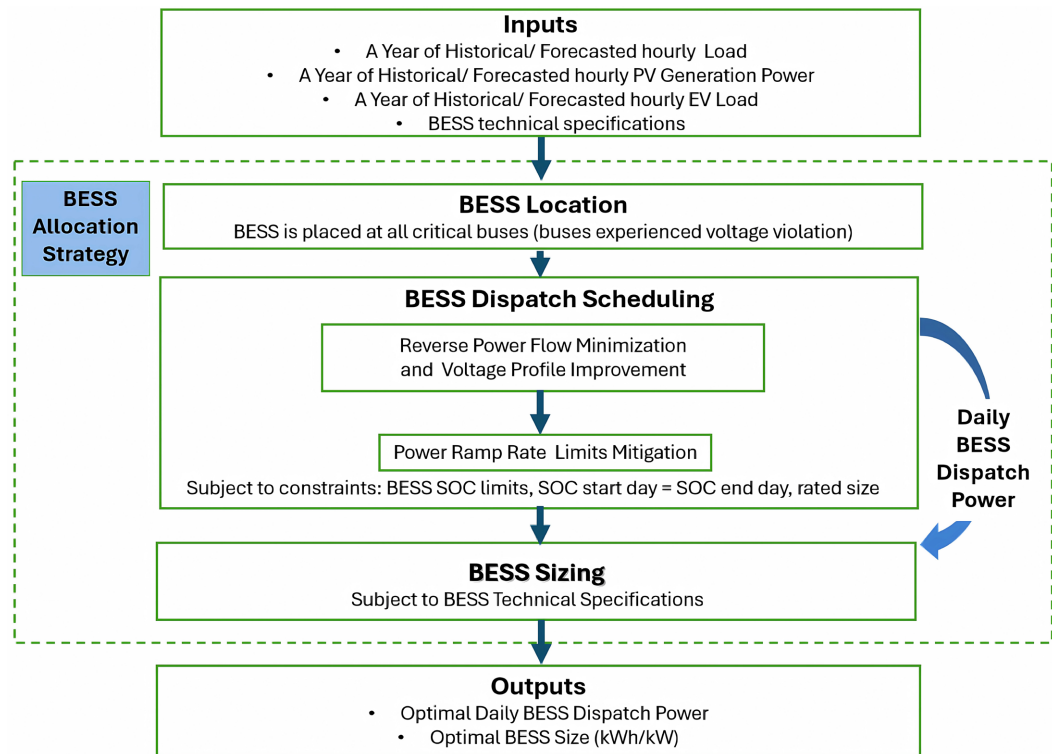 Inputs
• A Year of Historical/ Forecasted hourly Load
• A Year of Historical/ Forecasted hourly PV Generation Power
• A Year of Historical/ Forecasted hourly EV Load
• BESS technical specifications
BESS
Allocation
Strategy
BESS Location
BESS is placed at all critical buses (buses experienced voltage violation)
BESS Dispatch Scheduling
Reverse Power Flow Minimization
and Voltage Profile Improvement
Power Ramp Rate Limits Mitigation
Subject to constraints: BESS SOC limits, SOC start day = SOC end day, rated size
Daily
BESS
Dispatch
Power
BESS Sizing
Subject to BESS Technical Specifications
Outputs
• Optimal Daily BESS Dispatch Power
• Optimal BESS Size (kWh/kW)